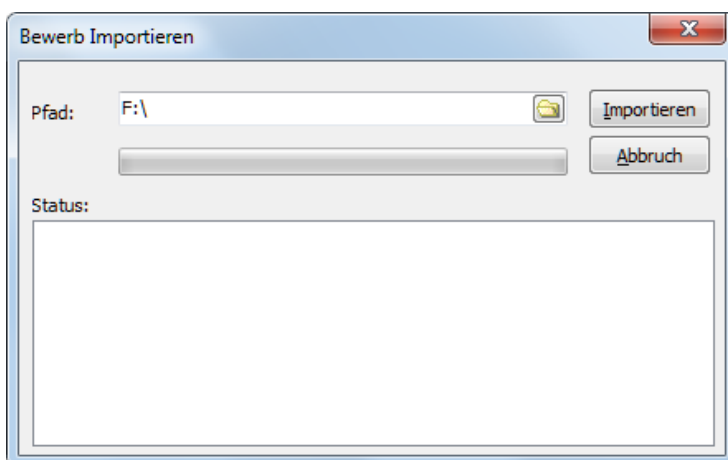 Bewerb Importieren
Pfad:
F:\
Importieren
Abbruch
Status: